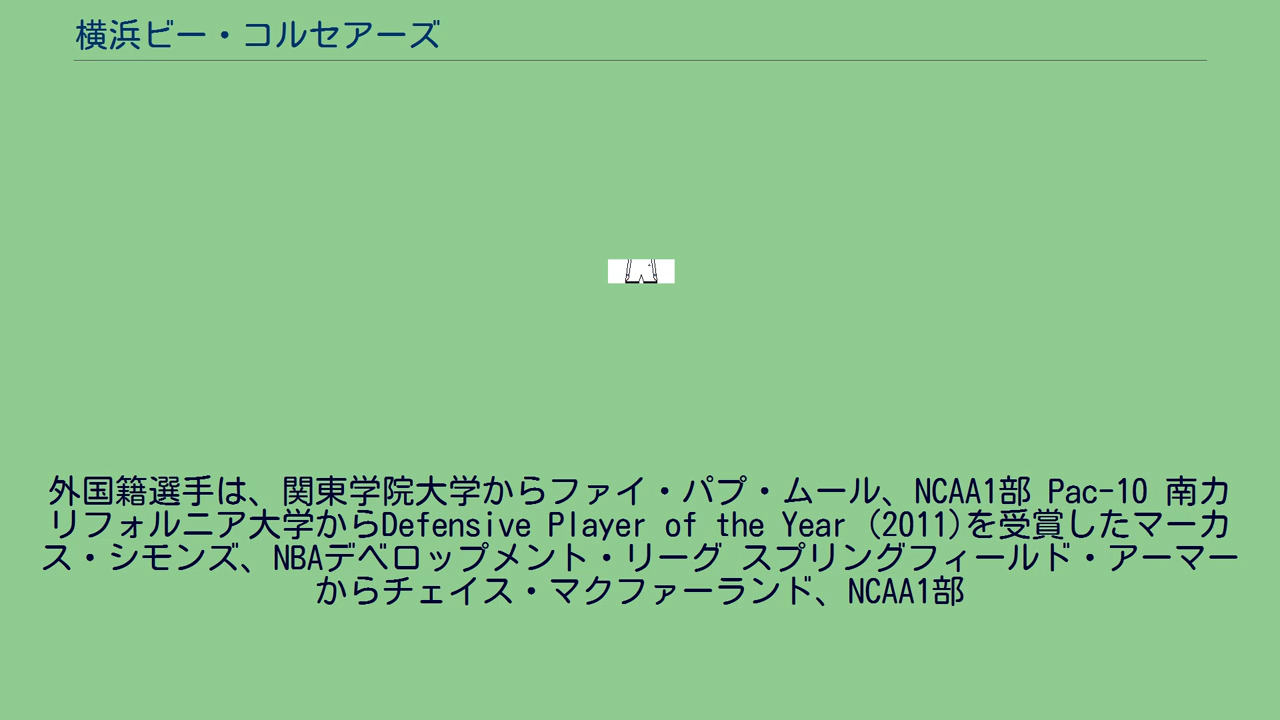 横浜ビー・コルセアーズ
外国籍選手は、関東学院大学からファイ・パプ・ムール、NCAA1部 Pac-10 南カ
リフォルニア大学からDefensive Player of the Year (2011)を受賞したマーカ
ス・シモンズ、NBAデベロップメント・リーグ スプリングフィールド・アーマー
からチェイス・マクファーランド、NCAA1部